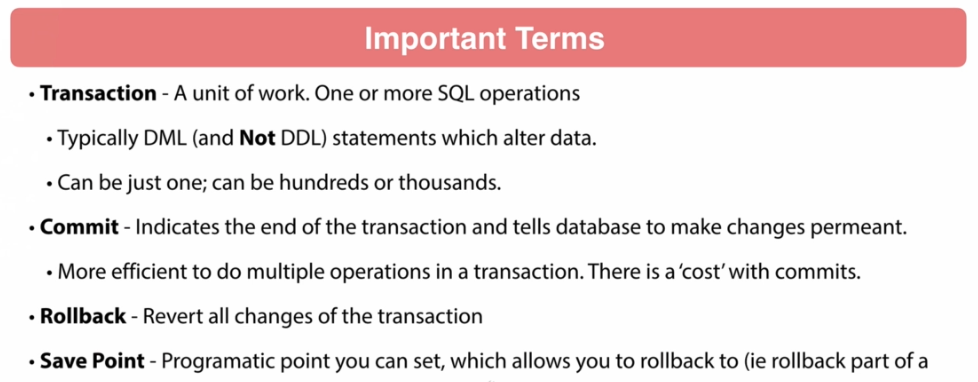 Important Terms
• Transaction - A unit of work. One or more SQL operations
• Typically DML (and Not DDL) statements which alter data.
• Can be just one; can be hundreds or thousands.
• Commit - Indicates the end of the transaction and tells database to make changes permeant.
• More efficient to do multiple operations in a transaction. There is a ‘cost’ with commits.
• Rollback - Revert all changes of the transaction
• Save Point - Programatic point you can set, which allows you to rollback to (ie rollback part of a